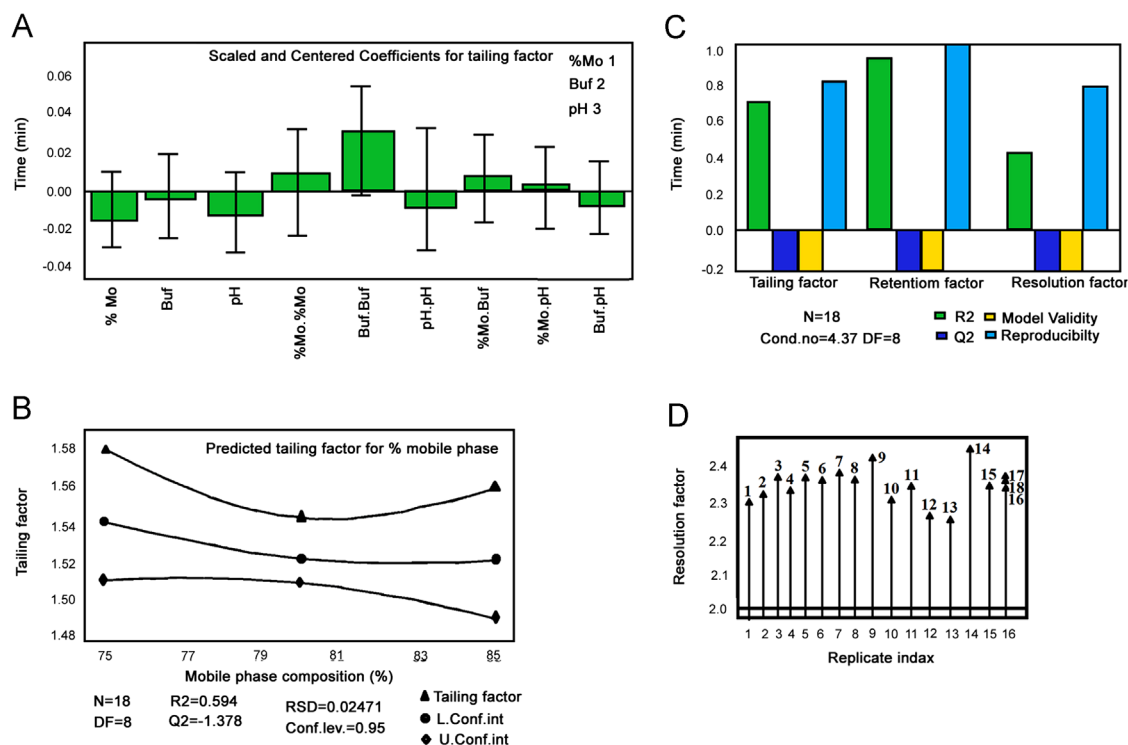 A
Scaled and Centered Coefficients for tailing factor
%Mo 1
Buf 2
pH 3
Time (min)
0.06
0.04
0.02
0.00
-0.02
-0.04
% Mo
Buf
pH
%Mo.%Mo
Buf.Buf
pH.pH
%Mo.Buf
%Mo.pH
Buf.pH
C
Time (min)
1.0
0.8
0.4
0.2
0.0
-0.2
Tailing factor Retentiom factor Resolution factor
N=18
Cond.no=4.37 DF=8
R2 Model Validity
Q2 Reproducibilty
B
Predicted tailing factor for % mobile phase
Tailing factor
1.58
1.56
1.54
1.52
1.50
1.48
75 77 79 81 83 85
Mobile phase composition (%)
N=18 R2=0.594 RSD=0.02471
DF=8 Q2=-1.378 Conf.lev.=0.95
Tailing factor
L.Conf.int
U.Conf.int
D
Resolution factor
2.4
2.3
2.2
2.1
2.0
1 2 3 4 5 6 7 8 9 10 11 12 13 14 15 17
18
16
1 2 3 4 5 6 7 8 9 10 11 12 13 14 15 16
Replicate indax